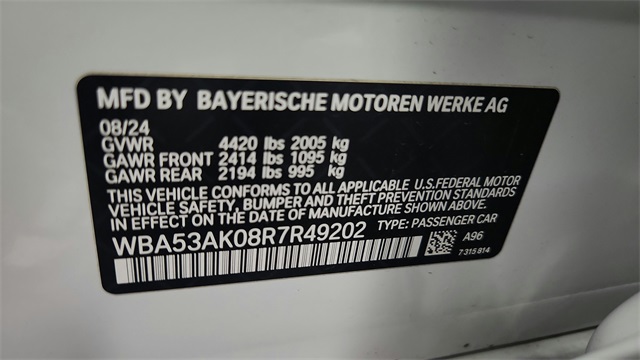 MFD BY BAYERISCHE MOTOREN WERKE AG
08/24
GVWR 4420 lbs 2005 kg
GAWR FRONT 2414 lbs 1095 kg
GAWR REAR 2194 lbs 995 kg
THIS VEHICLE CONFORMS TO ALL APPLICABLE U.S.FEDERAL MOTOR
VEHICLE SAFETY, BUMPER AND THEFT PREVENTION STANDARDS
IN EFFECT ON THE DATE OF MANUFACTURE SHOWN ABOVE.
WBA53AK08R7R49202 TYPE: PASSENGER CAR
A96
7 315 814